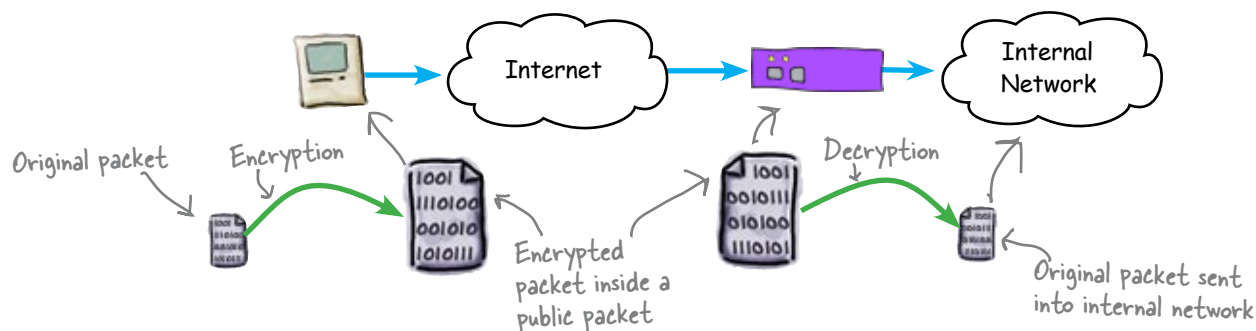 Internet
Internal
Network
Original packet
Encryption
Decryption
1001
1110100
001010
1010111
1001
0010111
010100
1110101
Encrypted
packet inside a
public packet
Original packet sent
into internal network